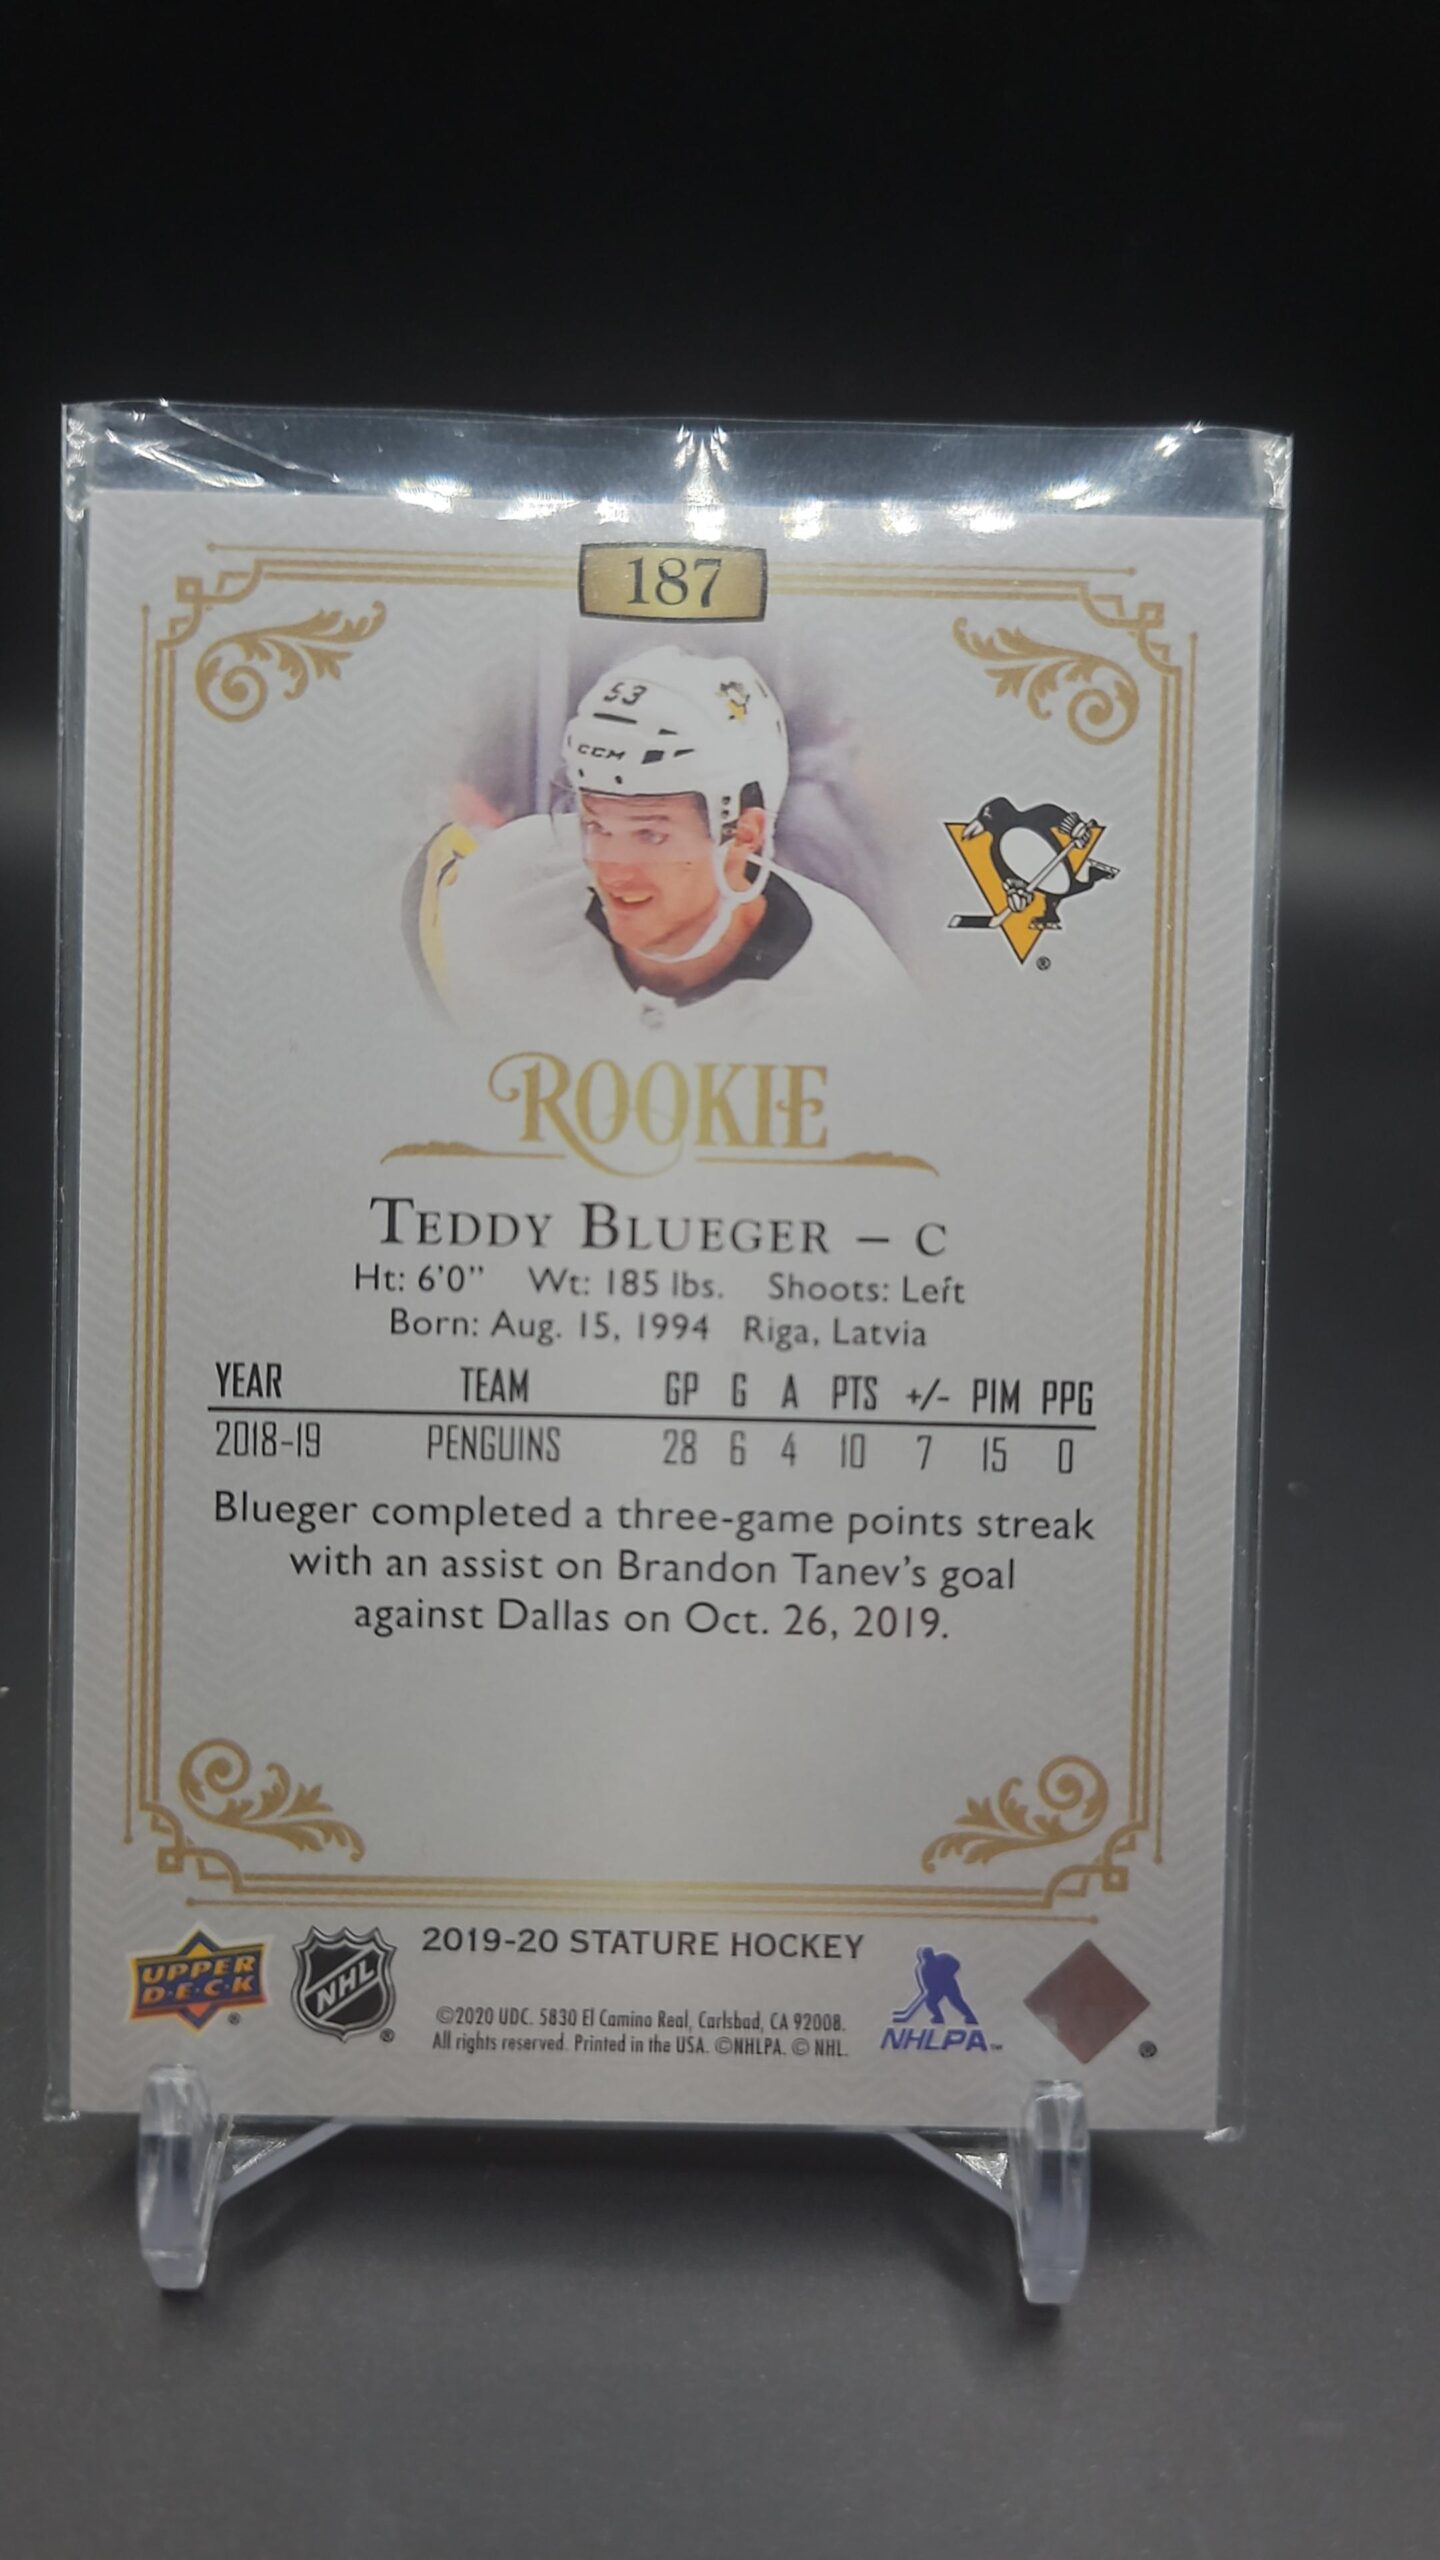 187
53
CCM
®
ROOKIE
TEDDY BLUEGER – C
Ht: 6'0” Wt: 185 lbs. Shoots: Left
Born: Aug. 15, 1994 Riga, Latvia
YEAR TEAM GP G A PTS +/- PIM PPG
2018-19 PENGUINS 28 6 4 10 7 15 0
Blueger completed a three-game points streak
with an assist on Brandon Tanev’s goal
against Dallas on Oct. 26, 2019.
2019-20 STATURE HOCKEY
UPPER
D·E·C·K ®
NHL ®
©2020 UDC. 5830 El Camino Real, Carlsbad, CA 92008.
All rights reserved. Printed in the USA. ©NHLPA. © NHL.
NHLPA™
®